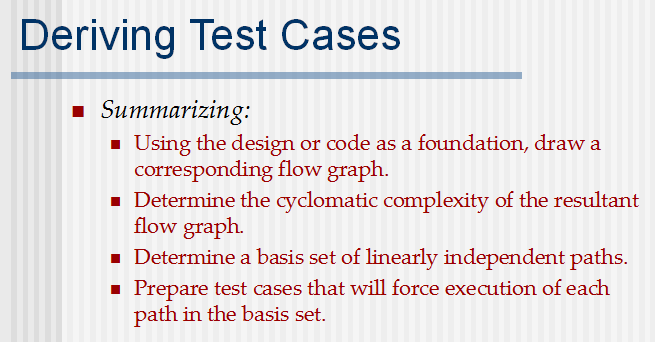 Deriving Test Cases
Summarizing:
Using the design or code as a foundation, draw a
corresponding flow graph.
Determine the cyclomatic complexity of the resultant
flow graph.
Determine a basis set of linearly independent paths.
Prepare test cases that will force execution of each
path in the basis set.